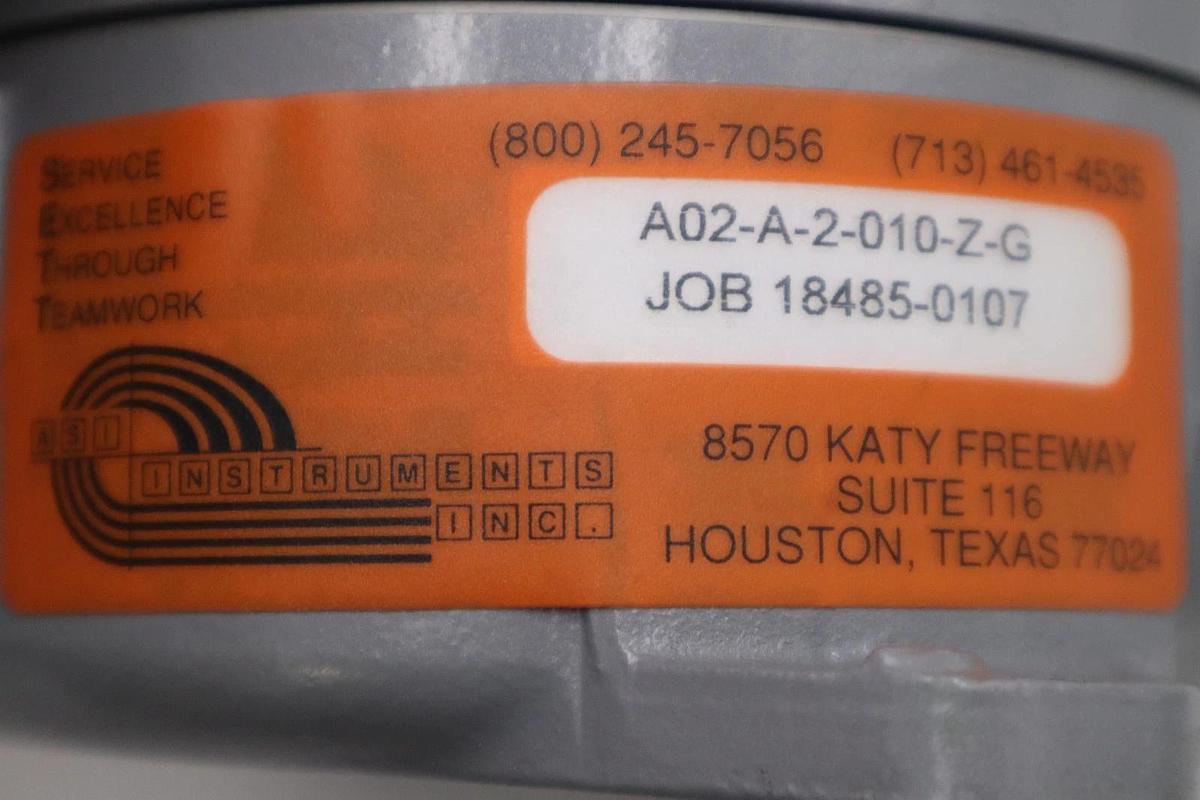 (800) 245-7056 (713) 461-4535
SERVICE
EXCELLENCE
THROUGH
TEAMWORK
A02-A-2-010-Z-G
JOB 18485-0107
ASI
INSTRUMENTS
INC.
8570 KATY FREEWAY
SUITE 116
HOUSTON, TEXAS 77024